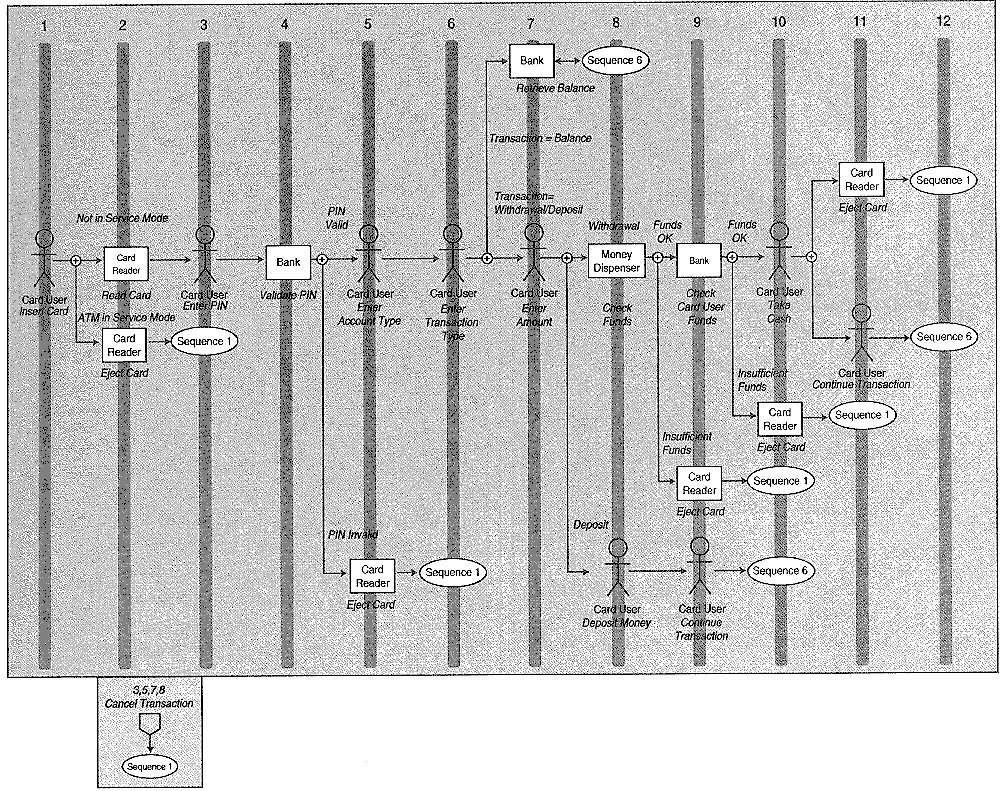 1 2 3 4 5 6 7 8 9 10 11 12
Bank
Sequence 6
Retrieve Balance
Transaction = Balance
Card
Reader
Sequence 1
Eject Card
Transaction=
Withdrawal/Deposit
PIN
Valid
Not in Service Mode
Withdrawal
Funds
OK
Funds
OK
Card
Reader
Bank
Money
Dispenser
Bank
Card User
Insert Card
Read Card
Card User
Enter PIN
Validate PIN
Card User
Enter
Account Type
Card User
Enter
Transaction
Type
Card User
Enter
Amount
Check
Funds
Check
Card User
Funds
Card User
Taka
Cash
ATM in Service Mode
Card
Reader
Sequence 1
Eject Card
Sequence 6
Card User
Continue Transaction
Insufficient
Funds
Card
Reader
Sequence 1
Eject Card
Insufficient
Funds
Card
Reader
Sequence 1
Eject Card
PIN Invalid
Card
Reader
Sequence 1
Eject Card
Deposit
Sequence 6
Card User
Deposit Money
Card User
Continue
Transaction
3,5,7,8
Cancel Transaction
Sequence 1